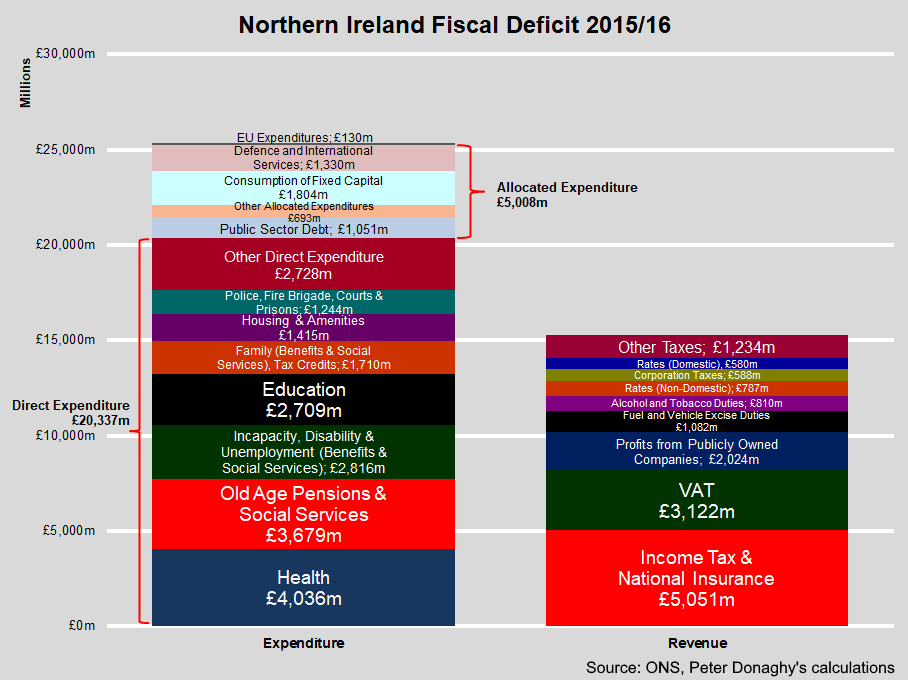 Northern Ireland Fiscal Deficit 2015/16
Millions
£30,000m
£25,000m
£20,000m
£15,000m
£10,000m
£5,000m
£0m
EU Expenditures; £130m
Defence and International
Services; £1,330m
Consumption of Fixed Capital
£1,804m
Other Allocated Expenditures
£693m
Public Sector Debt; £1,051m
Allocated Expenditure
£5,008m
Other Direct Expenditure
£2,728m
Police, Fire Brigade, Courts &
Prisons; £1,244m
Housing & Amenities
£1,415m
Family (Benefits & Social
Services), Tax Credits; £1,710m
Education
£2,709m
Incapacity, Disability &
Unemployment (Benefits &
Social Services); £2,816m
Old Age Pensions &
Social Services
£3,679m
Health
£4,036m
Direct Expenditure
£20,337m
Other Taxes; £1,234m
Rates (Domestic), £580m
Corporation Taxes; £588m
Rates (Non-Domestic); £787m
Alcohol and Tobacco Duties; £810m
Fuel and Vehicle Excise Duties
£1,082m
Profits from Publicly Owned
Companies; £2,024m
VAT
£3,122m
Income Tax &
National Insurance
£5,051m
Expenditure
Revenue
Source: ONS, Peter Donaghy's calculations